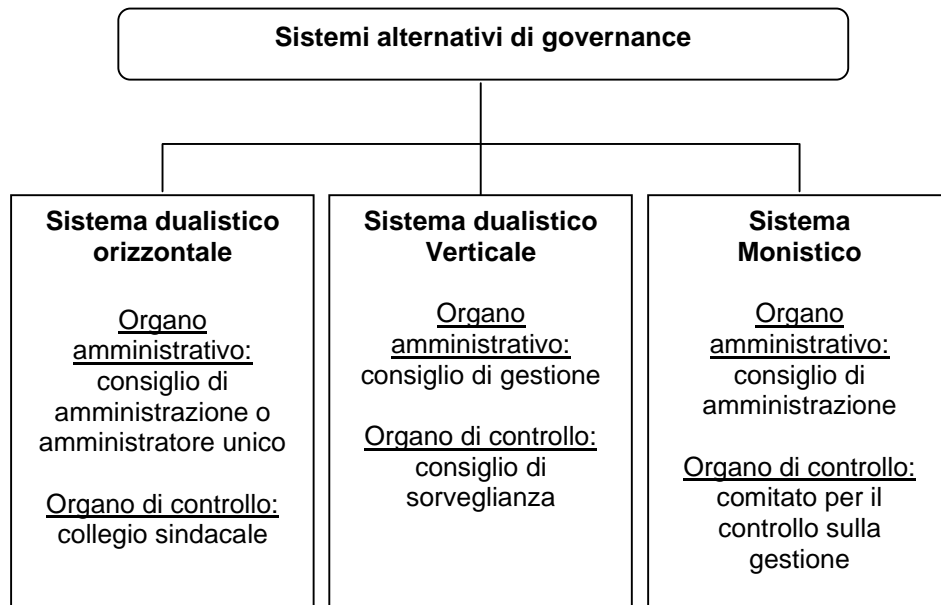 Sistemi alternativi di governance
Sistema dualistico
orizzontale
Organo
amministrativo:
consiglio di
amministrazione o
amministratore unico
Organo di controllo:
collegio sindacale
Sistema dualistico
Verticale
Organo
amministrativo:
consiglio di gestione
Organo di controllo:
consiglio di
sorveglianza
Sistema
Monistico
Organo
amministrativo:
consiglio di
amministrazione
Organo di controllo:
comitato per il
controllo sulla
gestione